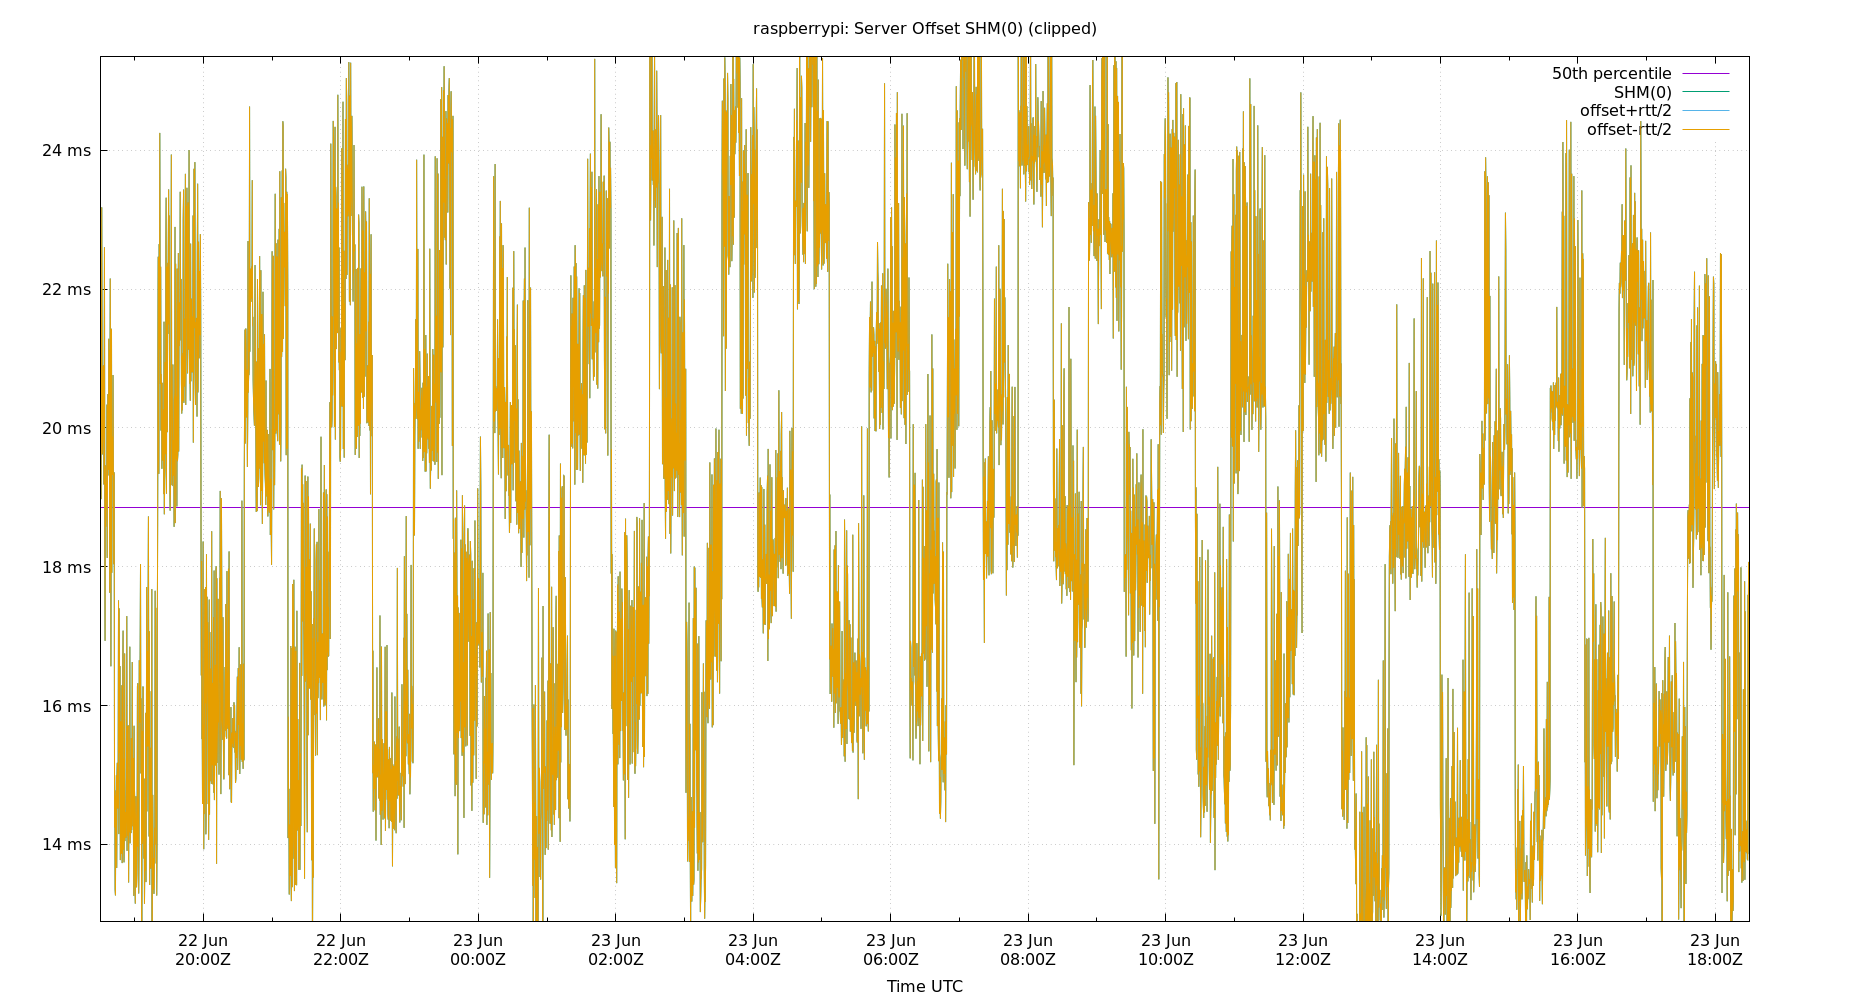 raspberrypi: Server Offset SHM(0) (clipped)
50th percentile
SHM(0)
offset+rtt/2
offset-rtt/2
24 ms
22 ms
20 ms
18 ms
16 ms
14 ms
22 Jun 22 Jun 23 Jun 23 Jun 23 Jun 23 Jun 23 Jun 23 Jun 23 Jun 23 Jun 23 Jun 23 Jun
20:00Z 22:00Z 00:00Z 02:00Z 04:00Z 06:00Z 08:00Z 10:00Z 12:00Z 14:00Z 16:00Z 18:00Z
Time UTC